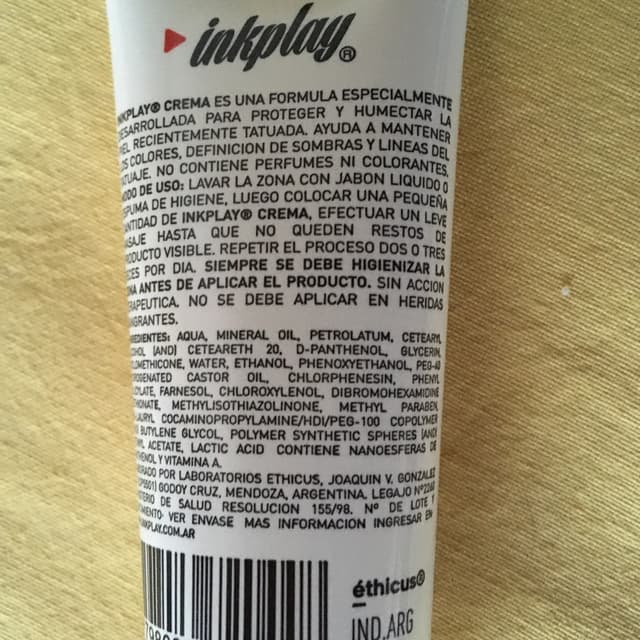 inkplay®
INKPLAY® CREMA ES UNA FORMULA ESPECIALMENTE
DESARROLLADA PARA PROTEGER Y HUMECTAR LA
PIEL RECIENTEMENTE TATUADA. AYUDA A MANTENER
LOS COLORES, DEFINICION DE SOMBRAS Y LINEAS DEL
TATUAJE. NO CONTIENE PERFUMES NI COLORANTES.
MODO DE USO: LAVAR LA ZONA CON JABON LIQUIDO O
ESPUMA DE HIGIENE, LUEGO COLOCAR UNA PEQUEÑA
CANTIDAD DE INKPLAY® CREMA, EFECTUAR UN LEVE
MASAJE HASTA QUE NO QUEDEN RESTOS DE
PRODUCTO VISIBLE. REPETIR EL PROCESO DOS O TRES
VECES POR DIA. SIEMPRE SE DEBE HIGIENIZAR LA
ZONA ANTES DE APLICAR EL PRODUCTO. SIN ACCION
TERAPEUTICA. NO SE DEBE APLICAR EN HERIDAS
SANGRANTES.
INGREDIENTES: AQUA, MINERAL OIL, PETROLATUM, CETEARYL
ALCOHOL (AND) CETEARETH 20, D-PANTHENOL, GLYCERIN,
CYCLOMETHICONE, WATER, ETHANOL, PHENOXYETHANOL, PEG-40
HYDROGENATED CASTOR OIL, CHLORPHENESIN, PHENYL
FARNESOL, CHLOROXYLENOL, DIBROMOHEXAMIDINE
METHYLISOTHIAZOLINONE, METHYL PARABEN,
COCAMINOPROPYLAMINE/HDI/PEG-100 COPOLYMER
BUTYLENE GLYCOL, POLYMER SYNTHETIC SPHERES (AND)
ACETATE, LACTIC ACID CONTIENE NANOESFERAS DE
Y VITAMINA A.
POR LABORATORIOS ETHICUS, JOAQUIN V. GONZALEZ
GODOY CRUZ, MENDOZA, ARGENTINA. LEGAJO Nº2260
DE SALUD RESOLUCION 155/98. Nº DE LOTE Y
VER ENVASE MAS INFORMACION INGRESAR EN
INKPLAY.COM.AR
éthicus®
IND.ARG